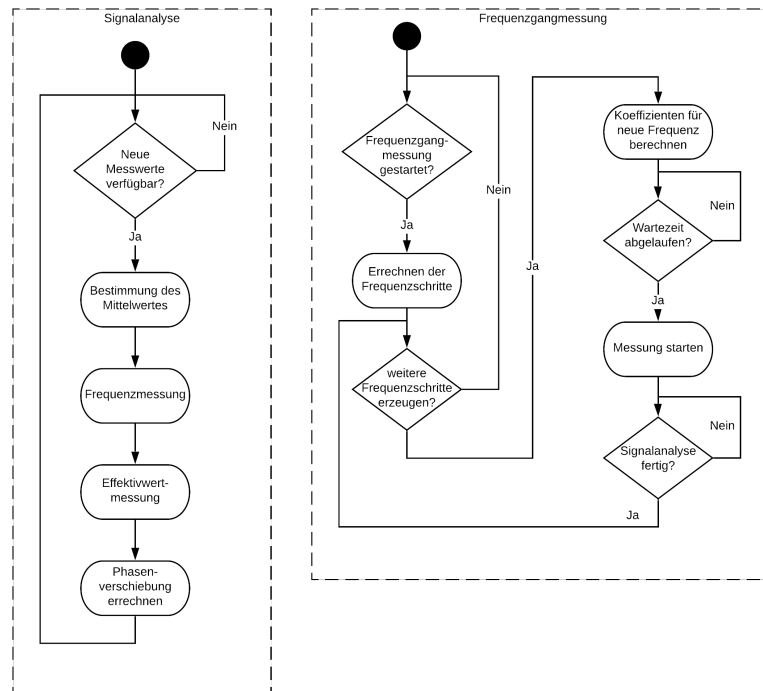 Signalanalyse
Nein
Neue
Messwerte
verfügbar?
Ja
Bestimmung des
Mittelwertes
Frequenzmessung
Effektivwert-
messung
Phasen-
verschiebung
errechnen
Frequenzgangmessung
Frequenzgang-
messung
gestartet?
Nein
Ja
Errechnen der
Frequenzschritte
weitere
Frequenzschritte
erzeugen?
Ja
Koeffizienten für
neue Frequenz
berechnen
Nein
Wartezeit
abgelaufen?
Ja
Messung starten
Nein
Signalanalyse
fertig?
Ja